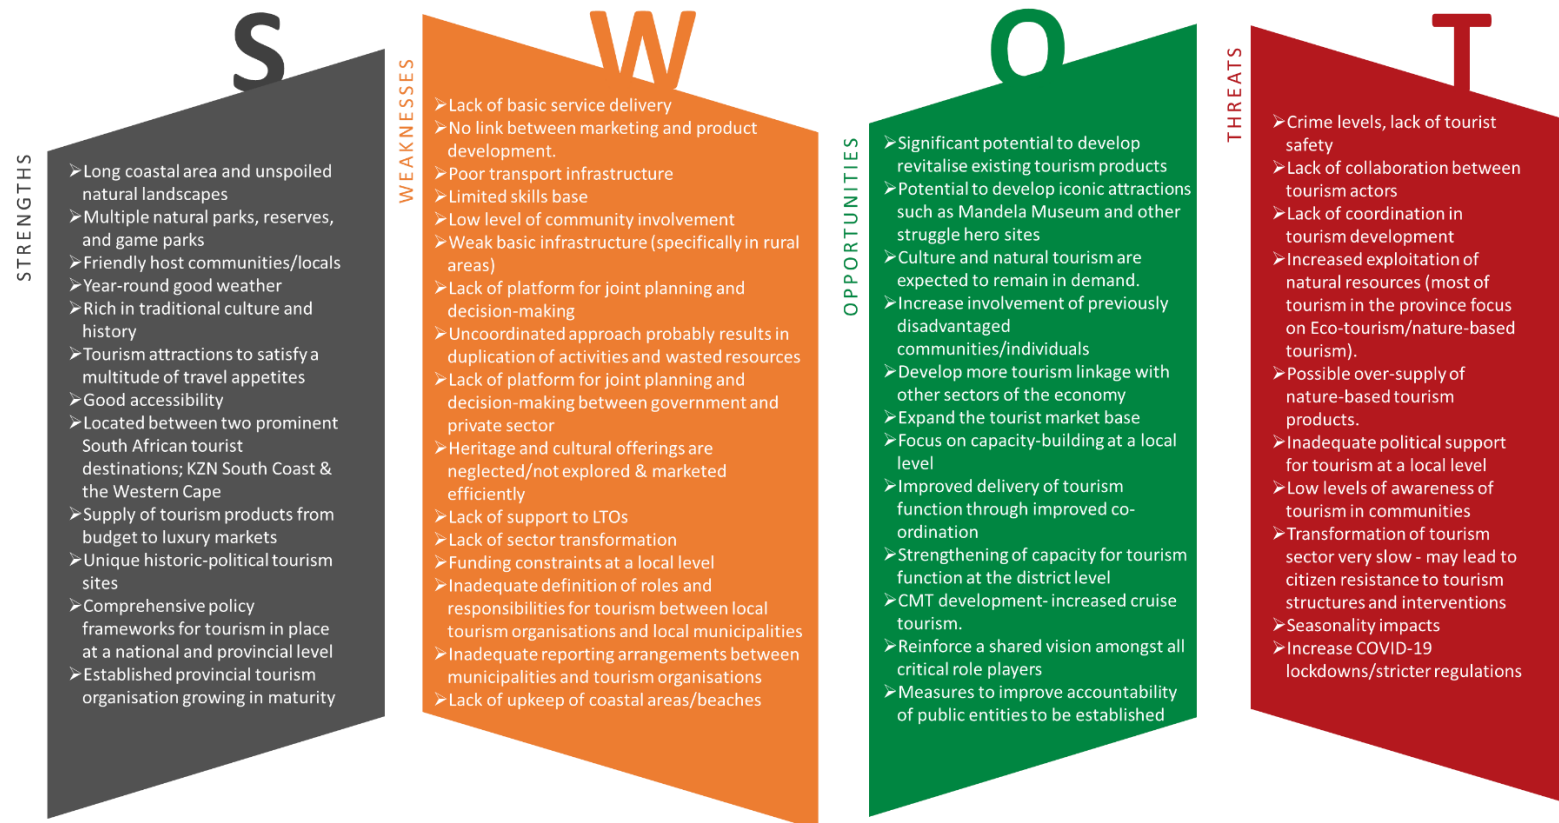 S
STRENGTHS
➢Long coastal area and unspoiled
natural landscapes
➢Multiple natural parks, reserves,
and game parks
➢Friendly host communities/locals
➢Year-round good weather
➢Rich in traditional culture and
history
➢Tourism attractions to satisfy a
multitude of travel appetites
➢Good accessibility
➢Located between two prominent
South African tourist
destinations; KZN South Coast &
the Western Cape
➢Supply of tourism products from
budget to luxury markets
➢Unique historic-political tourism
sites
➢Comprehensive policy
frameworks for tourism in place
at a national and provincial level
➢Established provincial tourism
organisation growing in maturity
W
WEAKNESSES
➢Lack of basic service delivery
➢No link between marketing and product
development.
➢Poor transport infrastructure
➢Limited skills base
➢Low level of community involvement
➢Weak basic infrastructure (specifically in rural
areas)
➢Lack of platform for joint planning and
decision-making
➢Uncoordinated approach probably results in
duplication of activities and wasted resources
➢Lack of platform for joint planning and
decision-making between government and
private sector
➢Heritage and cultural offerings are
neglected/not explored & marketed
efficiently
➢Lack of support to LTOs
➢Lack of sector transformation
➢Funding constraints at a local level
➢Inadequate definition of roles and
responsibilities for tourism between local
tourism organisations and local municipalities
➢Inadequate reporting arrangements between
municipalities and tourism organisations
➢Lack of upkeep of coastal areas/beaches
O
OPPORTUNITIES
➢Significant potential to develop
revitalise existing tourism products
➢Potential to develop iconic attractions
such as Mandela Museum and other
struggle hero sites
➢Culture and natural tourism are
expected to remain in demand.
➢Increase involvement of previously
disadvantaged
communities/individuals
➢Develop more tourism linkage with
other sectors of the economy
➢Expand the tourist market base
➢Focus on capacity-building at a local
level
➢Improved delivery of tourism
function through improved co-
ordination
➢Strengthening of capacity for tourism
function at the district level
➢CMT development- increased cruise
tourism.
➢Reinforce a shared vision amongst all
critical role players
➢Measures to improve accountability
of public entities to be established
T
THREATS
➢Crime levels, lack of tourist
safety
➢Lack of collaboration between
tourism actors
➢Lack of coordination in
tourism development
➢Increased exploitation of
natural resources (most of
tourism in the province focus
on Eco-tourism/nature-based
tourism).
➢Possible over-supply of
nature-based tourism
products.
➢Inadequate political support
for tourism at a local level
➢Low levels of awareness of
tourism in communities
➢Transformation of tourism
sector very slow - may lead to
citizen resistance to tourism
structures and interventions
➢Seasonality impacts
➢Increase COVID-19
lockdowns/stricter regulations